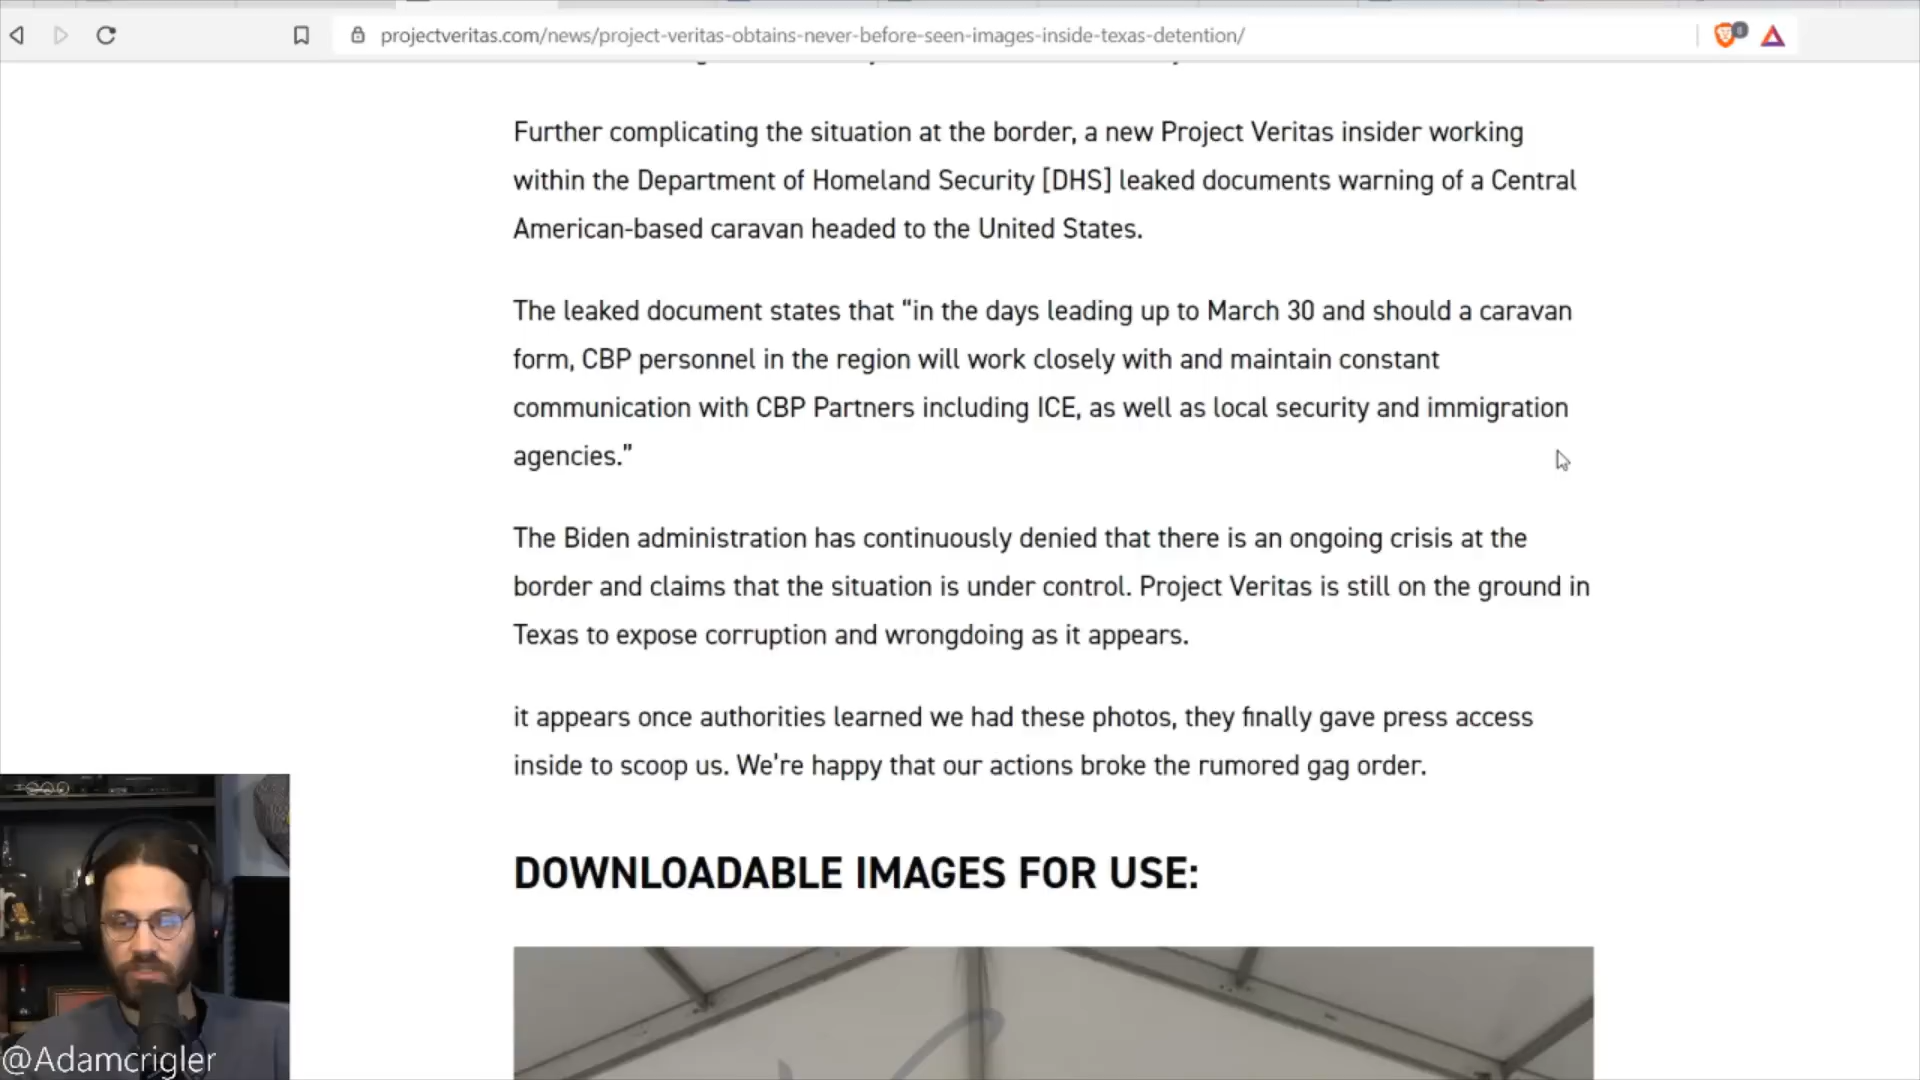 projectveritas.com/news/project-veritas-obtains-never-before-seen-images-inside-texas-detention/
Further complicating the situation at the border, a new Project Veritas insider working
within the Department of Homeland Security [DHS] leaked documents warning of a Central
American-based caravan headed to the United States.
The leaked document states that “in the days leading up to March 30 and should a caravan
form, CBP personnel in the region will work closely with and maintain constant
communication with CBP Partners including ICE, as well as local security and immigration
agencies.”
The Biden administration has continuously denied that there is an ongoing crisis at the
border and claims that the situation is under control. Project Veritas is still on the ground in
Texas to expose corruption and wrongdoing as it appears.
it appears once authorities learned we had these photos, they finally gave press access
inside to scoop us. We’re happy that our actions broke the rumored gag order.
DOWNLOADABLE IMAGES FOR USE:
@Adamcrigler